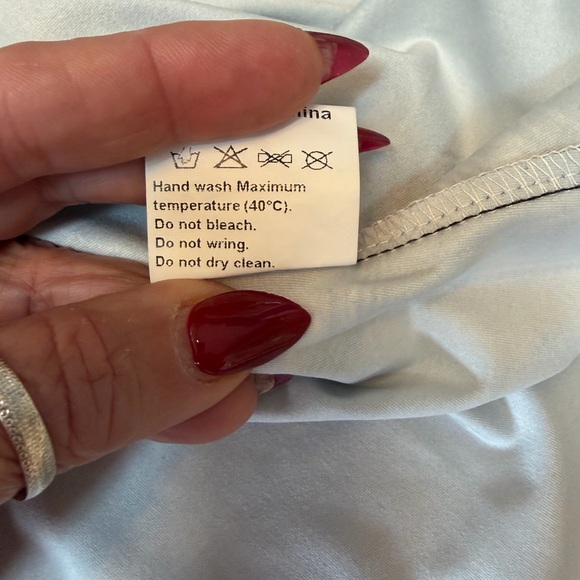 Hand wash Maximum
temperature (40°C).
Do not bleach.
Do not wring.
Do not dry clean.